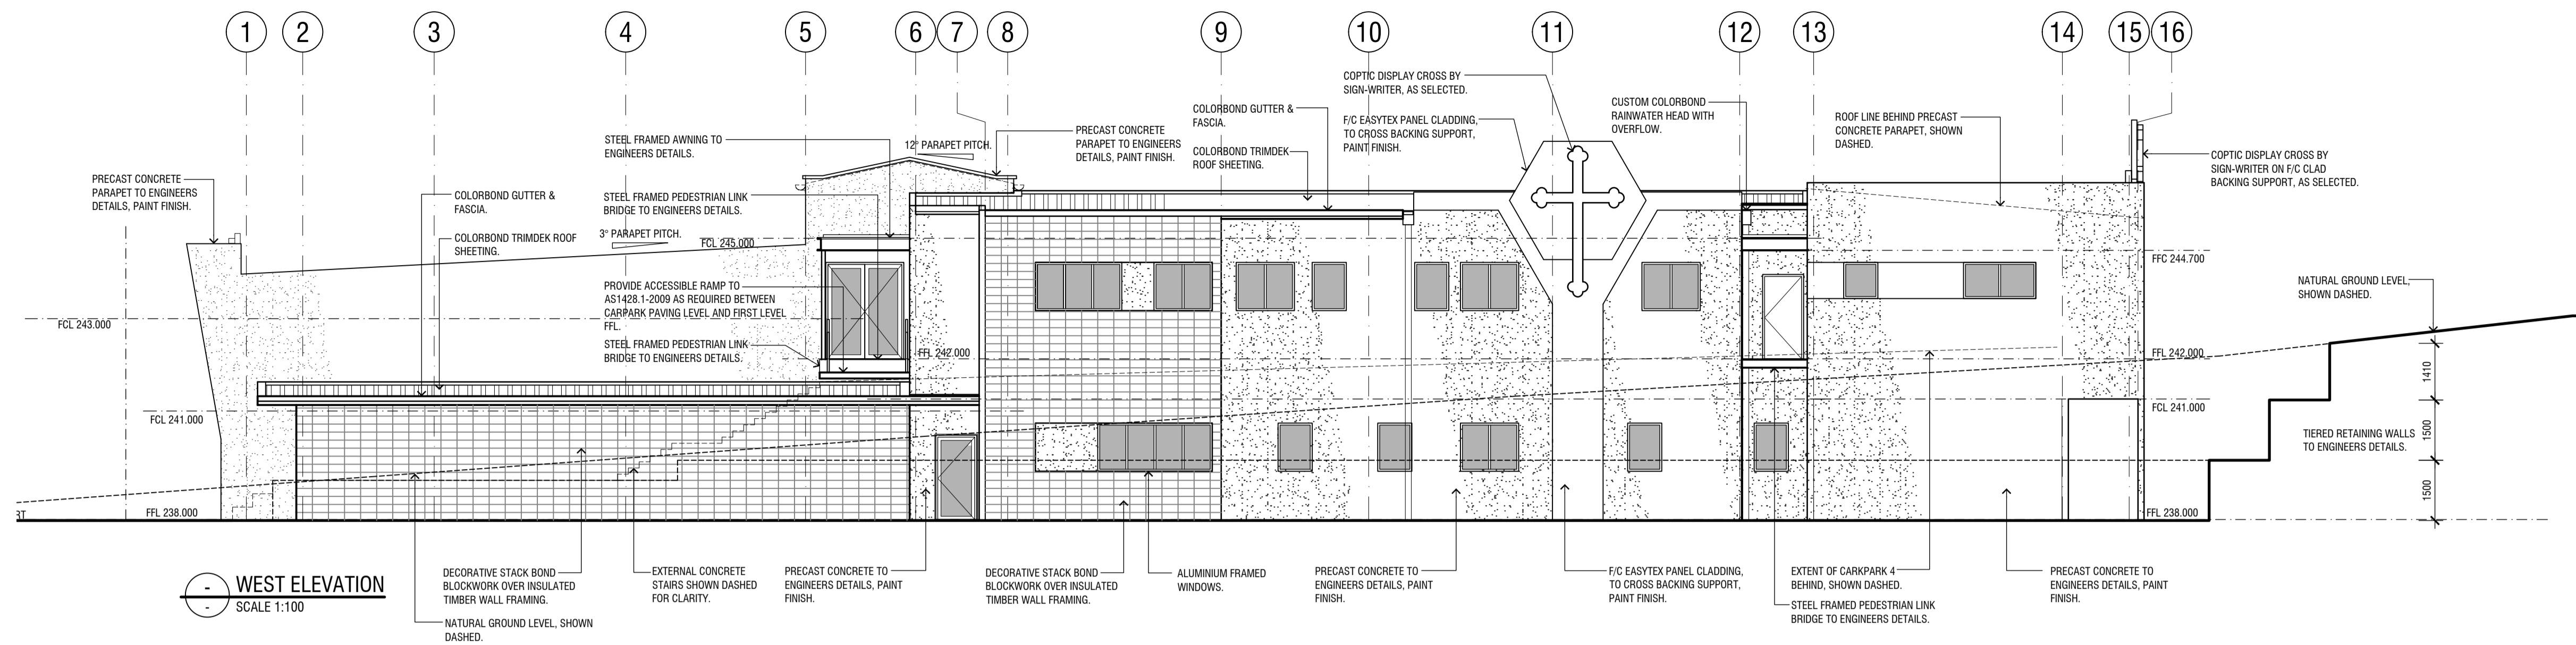 1 2 3 4 5 6 7 8 9 10 11 12 13 14 15 16
COPTIC DISPLAY CROSS BY
SIGN-WRITER, AS SELECTED.
COLORBOND GUTTER &
FASCIA.
F/C EASYTEX PANEL CLADDING,
TO CROSS BACKING SUPPORT,
PAINT FINISH.
CUSTOM COLORBOND
RAINWATER HEAD WITH
OVERFLOW.
ROOF LINE BEHIND PRECAST
CONCRETE PARAPET, SHOWN
DASHED.
STEEL FRAMED AWNING TO
ENGINEERS DETAILS.
12° PARAPET PITCH.
PRECAST CONCRETE
PARAPET TO ENGINEERS
DETAILS, PAINT FINISH.
COLORBOND TRIMDEK
ROOF SHEETING.
COPTIC DISPLAY CROSS BY
SIGN-WRITER ON F/C CLAD
BACKING SUPPORT, AS SELECTED.
PRECAST CONCRETE
PARAPET TO ENGINEERS
DETAILS, PAINT FINISH.
COLORBOND GUTTER &
FASCIA.
STEEL FRAMED PEDESTRIAN LINK
BRIDGE TO ENGINEERS DETAILS.
3° PARAPET PITCH.
FCL 245.000
COLORBOND TRIMDEK ROOF
SHEETING.
FFC 244.700
NATURAL GROUND LEVEL,
SHOWN DASHED.
PROVIDE ACCESSIBLE RAMP TO
AS1428.1-2009 AS REQUIRED BETWEEN
CARPARK PAVING LEVEL AND FIRST LEVEL
FFL.
FCL 243.000
STEEL FRAMED PEDESTRIAN LINK
BRIDGE TO ENGINEERS DETAILS.
FFL 242.000
FFL 242.000
1410
FCL 241.000
FCL 241.000
1500
TIERED RETAINING WALLS
TO ENGINEERS DETAILS.
1500
RT
FFL 238.000
FFL 238.000
-
-
WEST ELEVATION
SCALE 1:100
DECORATIVE STACK BOND
BLOCKWORK OVER INSULATED
TIMBER WALL FRAMING.
EXTERNAL CONCRETE
STAIRS SHOWN DASHED
FOR CLARITY.
PRECAST CONCRETE TO
ENGINEERS DETAILS, PAINT
FINISH.
DECORATIVE STACK BOND
BLOCKWORK OVER INSULATED
TIMBER WALL FRAMING.
ALUMINIUM FRAMED
WINDOWS.
PRECAST CONCRETE TO
ENGINEERS DETAILS, PAINT
FINISH.
F/C EASYTEX PANEL CLADDING,
TO CROSS BACKING SUPPORT,
PAINT FINISH.
EXTENT OF CARPARK 4
BEHIND, SHOWN DASHED.
PRECAST CONCRETE TO
ENGINEERS DETAILS, PAINT
FINISH.
STEEL FRAMED PEDESTRIAN LINK
BRIDGE TO ENGINEERS DETAILS.
NATURAL GROUND LEVEL, SHOWN
DASHED.